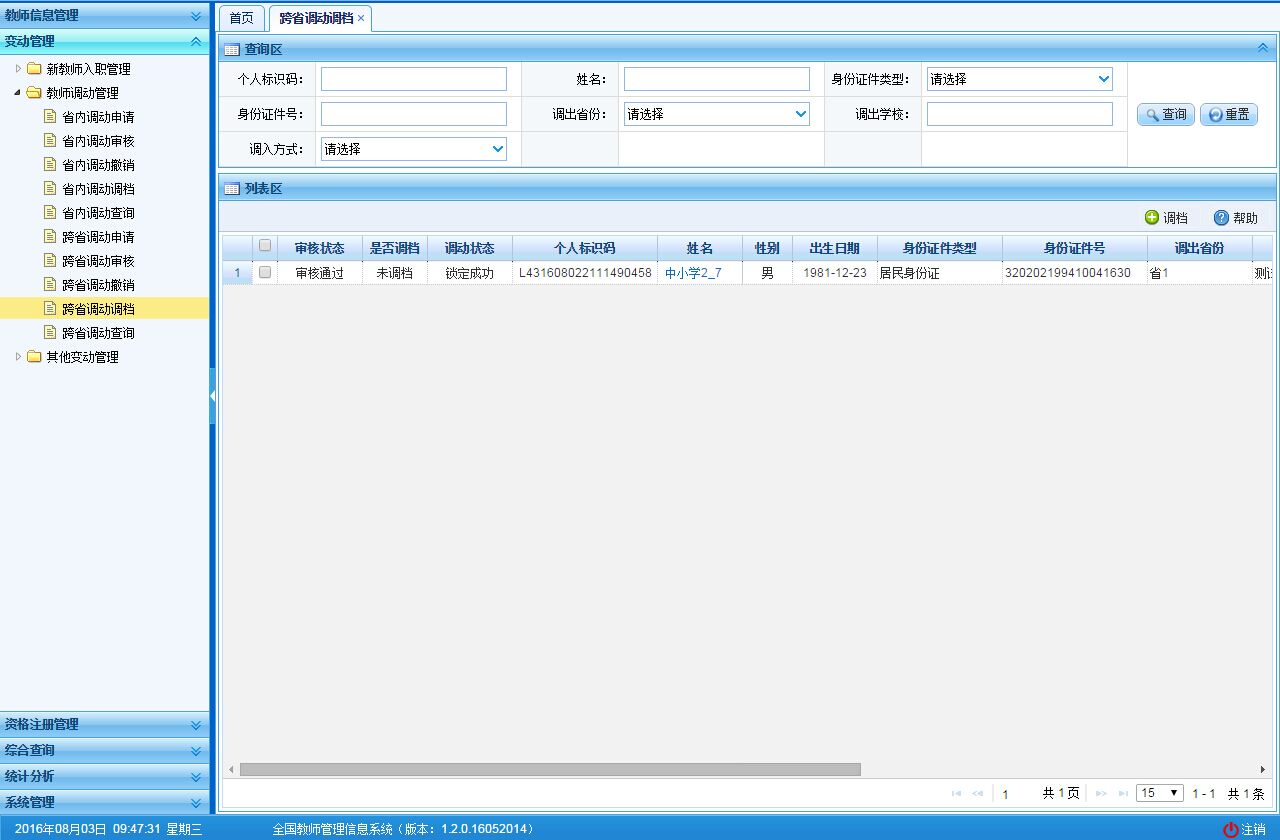 教师信息管理
变动管理
新教师入职管理
教师调动管理
省内调动申请
省内调动审核
省内调动撤销
省内调动调档
省内调动查询
跨省调动申请
跨省调动审核
跨省调动撤销
跨省调动调档
跨省调动查询
其他变动管理
资格注册管理
综合查询
统计分析
系统管理
首页 跨省调动调档 ×
查询区
个人标识码： 姓名： 身份证件类型： 请选择
身份证件号： 调出省份： 请选择 调出学校： 查询 重置
调入方式： 请选择
列表区
调档 帮助
审核状态 是否调档 调动状态 个人标识码 姓名 性别 出生日期 身份证件类型 身份证件号 调出省份
1 审核通过 未调档 锁定成功 L431608022111490458 中小学2_7 男 1981-12-23 居民身份证 320202199410041630 省1
1 共 1 页 15 1 - 1 共 1 条
2016年08月03日 09:47:31 星期三 全国教师管理信息系统（版本：1.2.0.16052014） 注销